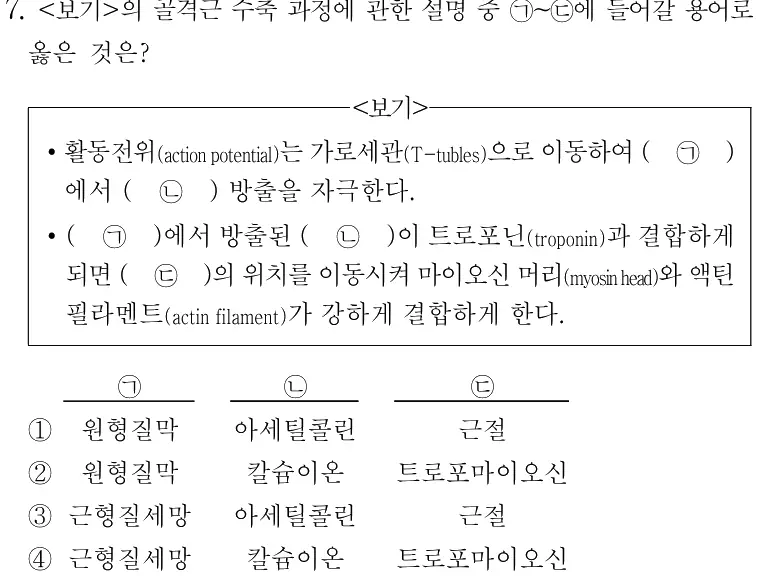 7. <보기>의 골격근 수축 과정에 관한 설명 중 ㉠~㉢에 들어갈 용어로
옳은 것은?
<보기>
• 활동전위(action potential)는 가로세관(T-tubles)으로 이동하여 ( ㉠ )
에서 ( ㉡ ) 방출을 자극한다.
• ( ㉠ )에서 방출된 ( ㉡ )이 트로포닌(troponin)과 결합하게
되면 ( ㉢ )의 위치를 이동시켜 마이오신 머리(myosin head)와 액틴
필라멘트(actin filament)가 강하게 결합하게 한다.
㉠ ㉡ ㉢
① 원형질막 아세틸콜린 근절
② 원형질막 칼슘이온 트로포마이오신
③ 근형질세망 아세틸콜린 근절
④ 근형질세망 칼슘이온 트로포마이오신